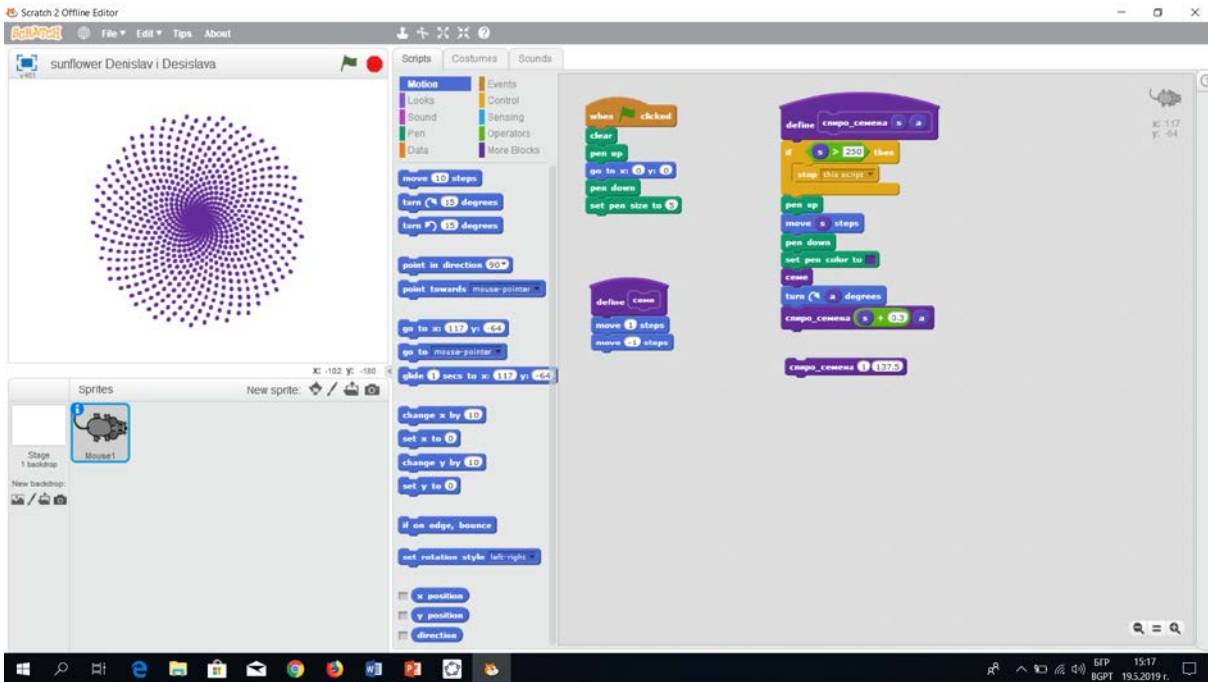 Scratch 2 Offline Editor
SCRATCH File Edit Tips About
sunflower Denislav i Desislava
v461
X: -102 y: -180
Sprites New sprite:
Stage
1 backdrop
New backdrop:
Mouse1
Scripts Costumes Sounds
Motion Events
Looks Control
Sound Sensing
Pen Operators
Data More Blocks
move 10 steps
turn 15 degrees
turn 15 degrees
point in direction 90
point towards mouse-pointer
go to x: 117 y: -64
go to mouse-pointer
glide 1 secs to x: 117 y: -64
change x by 10
set x to 0
change y by 10
set y to 0
if on edge, bounce
set rotation style left-right
x position
y position
direction
when clicked
clear
pen up
go to x: 0 y: 0
pen down
set pen size to 5
define семе
move 1 steps
move -1 steps
define спиро_семена s a
if s > 250 then
stop this script
pen up
move s steps
pen down
set pen color to
семе
turn a degrees
спиро_семена s + 0.3 a
спиро_семена 1 137.5
x: 117
y: -64
БГР
BGPT
15:17
19.5.2019 г.